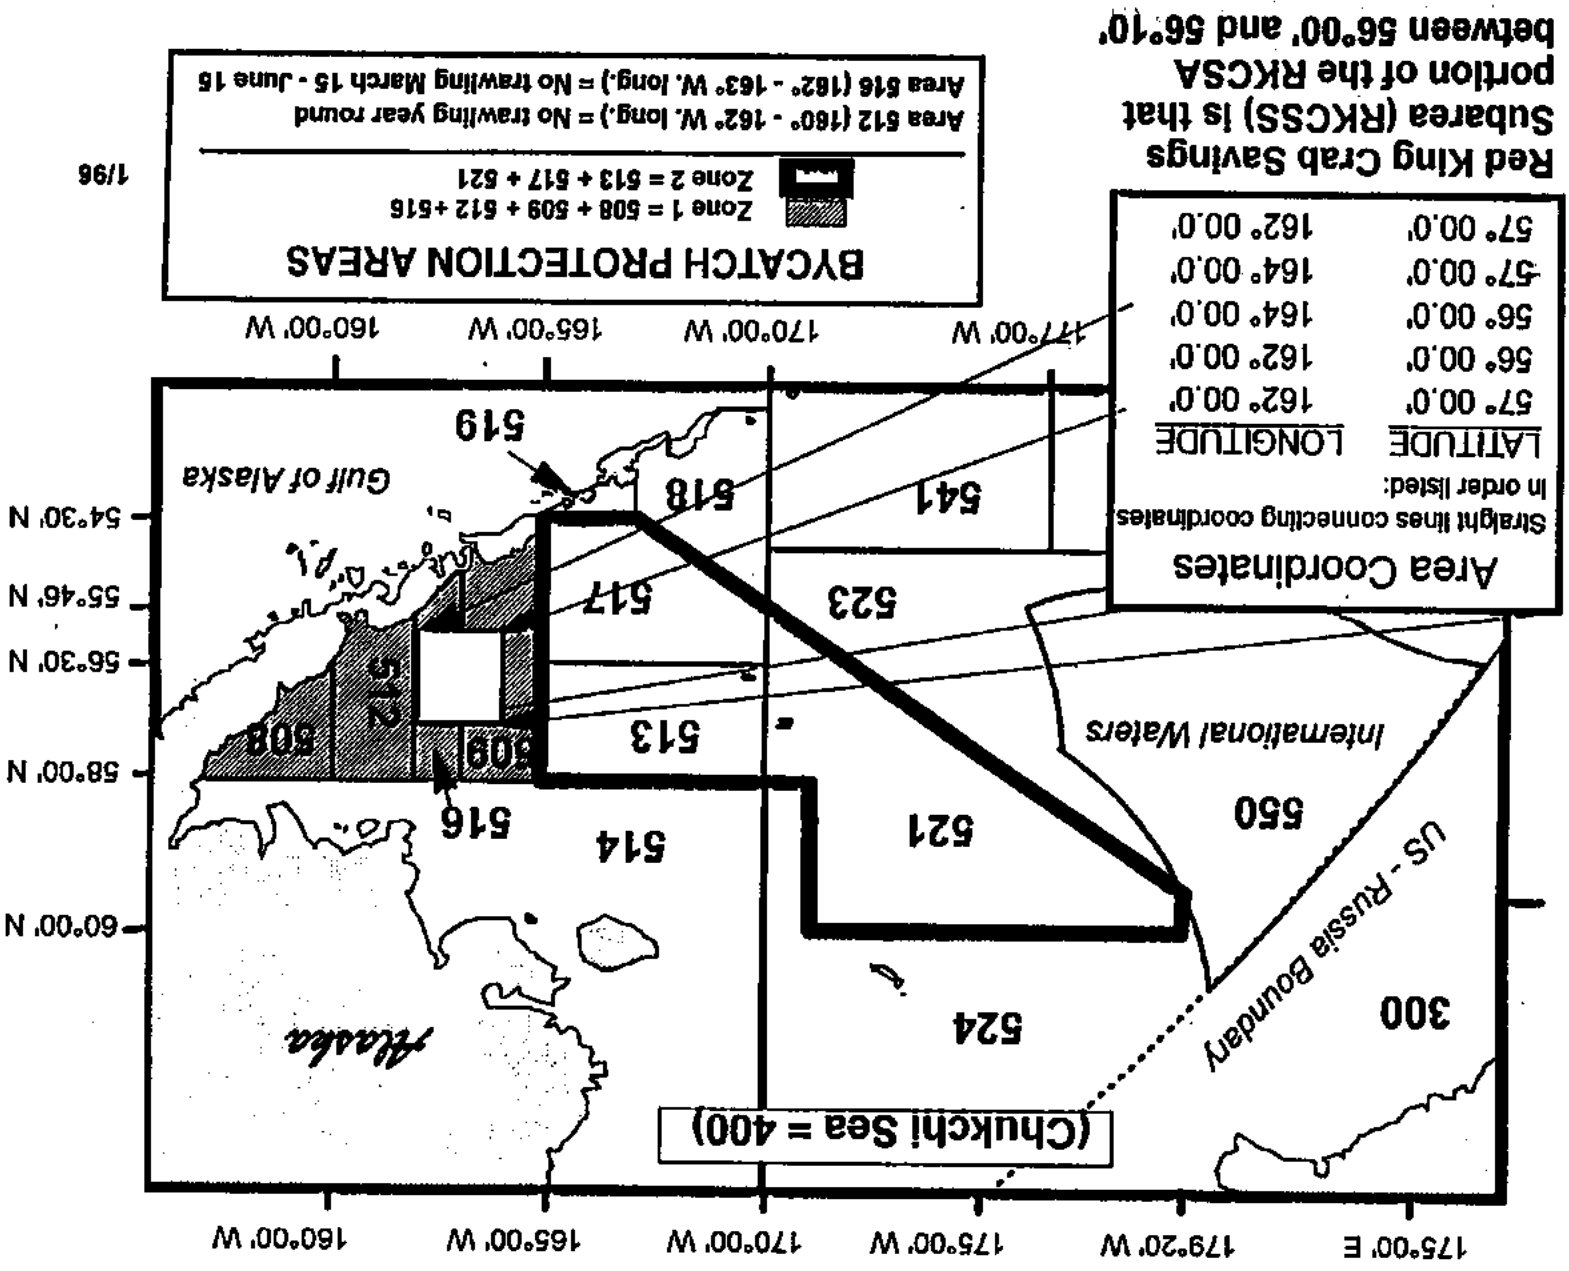 175°00' E
179°20' W
175°00' W
170°00' W
165°00' W
160°00' W
(Chukchi Sea = 400)
Alaska
300
524
US - Russia Boundary
60°00' N
550
521
514
516
International Waters
513
509
512
508
58°00' N
56°30' N
523
517
55°46' N
541
518
54°30' N
Gulf of Alaska
519
Area Coordinates
Straight lines connecting coordinates
In order listed:
LATITUDE LONGITUDE
57° 00.0' 162° 00.0'
56° 00.0' 162° 00.0'
56° 00.0' 164° 00.0'
57° 00.0' 164° 00.0'
57° 00.0' 162° 00.0'
177°00' W
170°00' W
165°00' W
160°00' W
Red King Crab Savings
Subarea (RKCSS) is that
portion of the RKCSA
between 56°00' and 56°10'
BYCATCH PROTECTION AREAS
Zone 1 = 508 + 509 + 512 +516
Zone 2 = 513 + 517 + 521
Area 512 (160° - 162° W. long.) = No trawling year round
Area 516 (162° - 163° W. long.) = No trawling March 15 - June 15
1/96